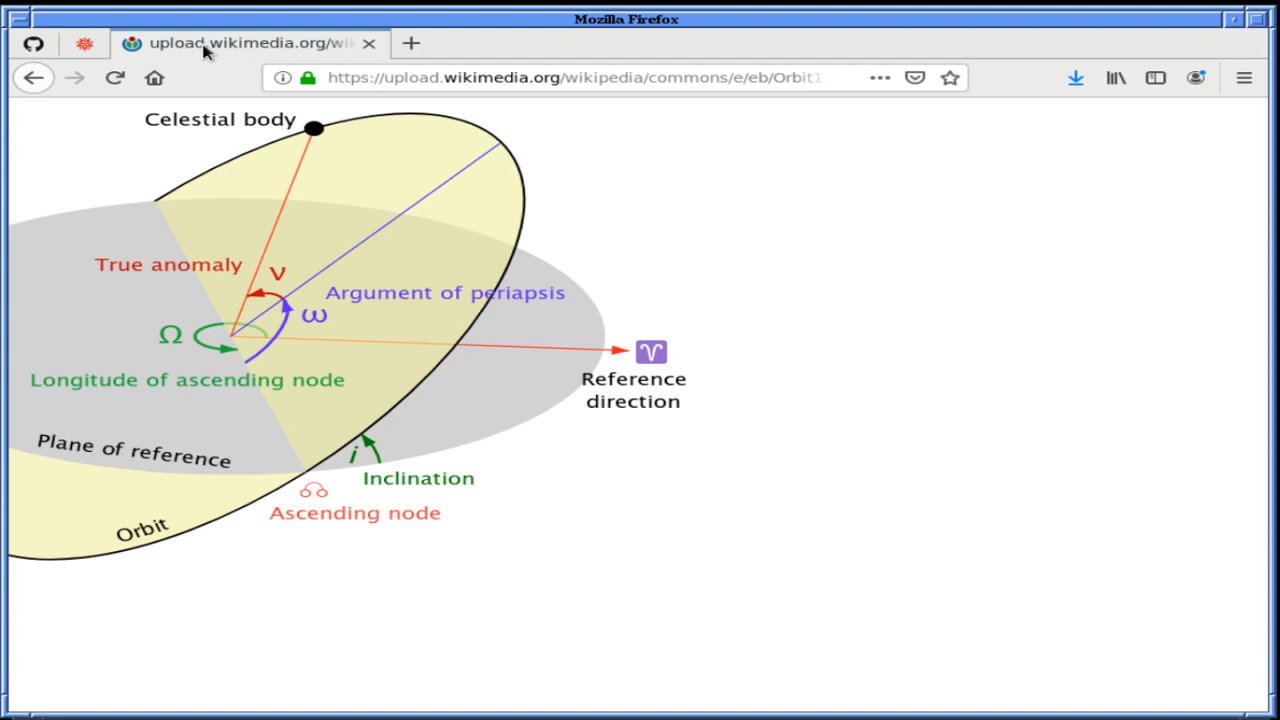 Mozilla Firefox
upload.wikimedia.org/wi
https://upload.wikimedia.org/wikipedia/commons/e/eb/Orbit1
Celestial body
True anomaly
ν
Argument of periapsis
ω
Ω
♈
Longitude of ascending node
Reference
direction
Plane of reference
i
Inclination
☊
Ascending node
Orbit